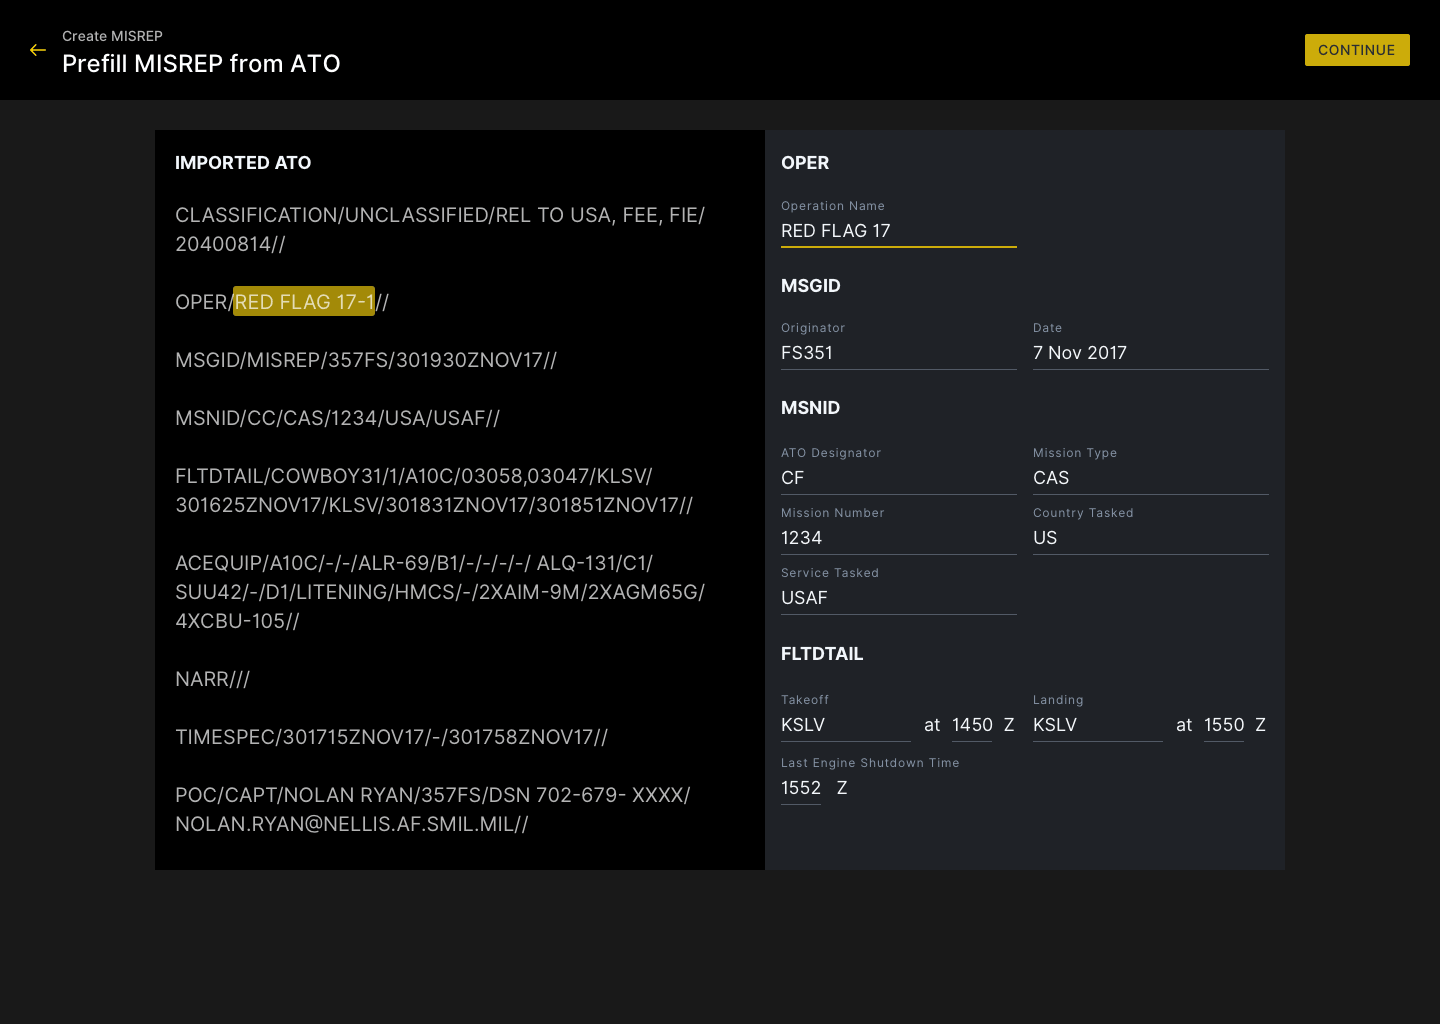 Create MISREP
Prefill MISREP from ATO
CONTINUE
IMPORTED ATO
CLASSIFICATION/UNCLASSIFIED/REL TO USA, FEE, FIE/
20400814//
OPER/RED FLAG 17-1//
MSGID/MISREP/357FS/301930ZNOV17//
MSNID/CC/CAS/1234/USA/USAF//
FLTDTAIL/COWBOY31/1/A10C/03058,03047/KLSV/
301625ZNOV17/KLSV/301831ZNOV17/301851ZNOV17//
ACEQUIP/A10C/-/-/ALR-69/B1/-/-/-/-/ ALQ-131/C1/
SUU42/-/D1/LITENING/HMCS/-/2XAIM-9M/2XAGM65G/
4XCBU-105//
NARR///
TIMESPEC/301715ZNOV17/-/301758ZNOV17//
POC/CAPT/NOLAN RYAN/357FS/DSN 702-679- XXXX/
NOLAN.RYAN@NELLIS.AF.SMIL.MIL//
OPER
Operation Name
RED FLAG 17
MSGID
Originator Date
FS351 7 Nov 2017
MSNID
ATO Designator Mission Type
CF CAS
Mission Number Country Tasked
1234 US
Service Tasked
USAF
FLTDTAIL
Takeoff Landing
KSLV at 1450 Z KSLV at 1550 Z
Last Engine Shutdown Time
1552 Z